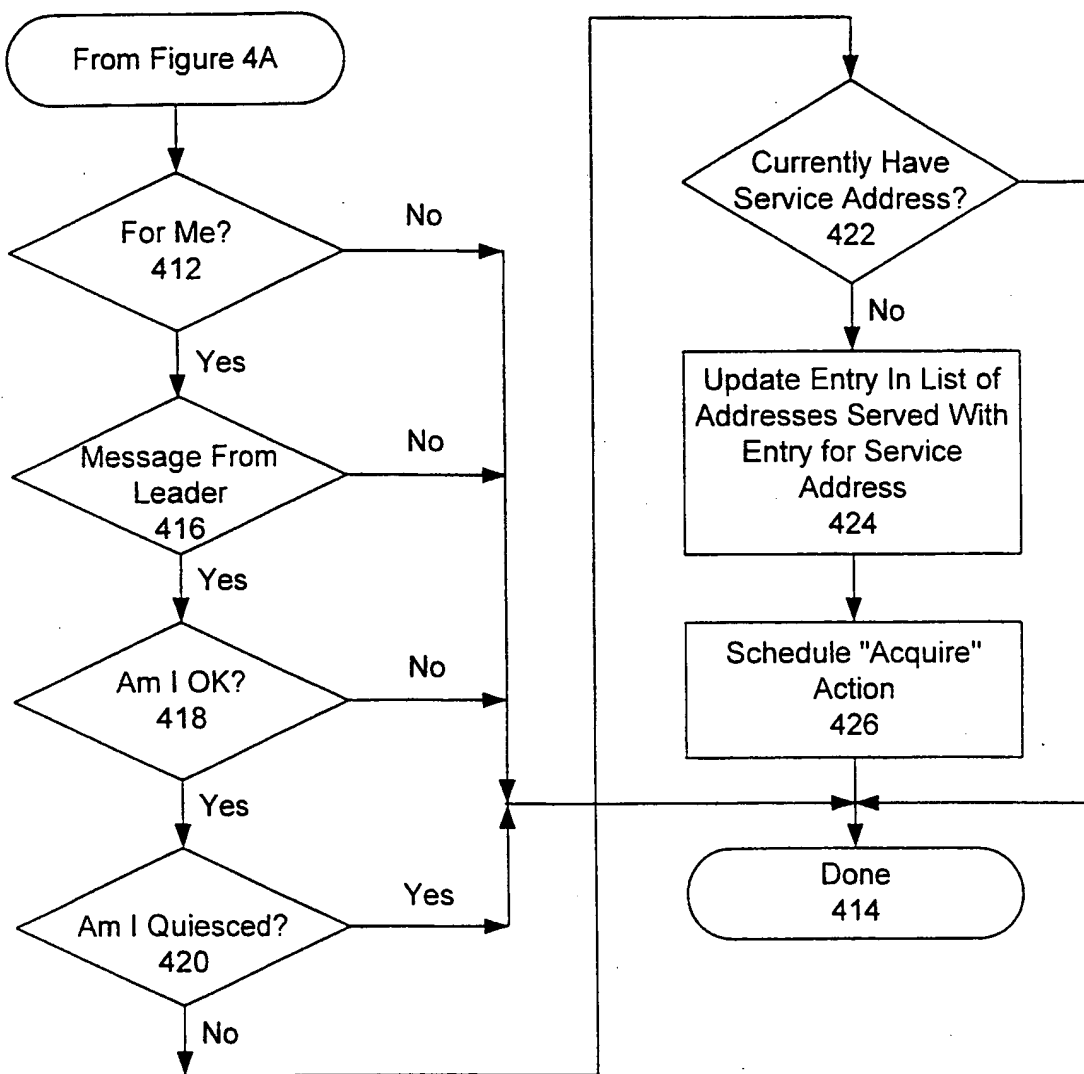 From Figure 4A
For Me?
412
No
Yes
Message From
Leader
416
No
Yes
Am I OK?
418
No
Yes
Am I Quiesced?
420
Yes
No
Currently Have
Service Address?
422
No
Update Entry In List of
Addresses Served With
Entry for Service
Address
424
Schedule "Acquire"
Action
426
Done
414